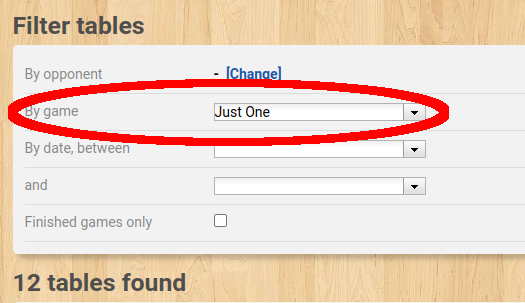 Filter tables
By opponent - [Change]
By game Just One
By date, between
and
Finished games only
12 tables found